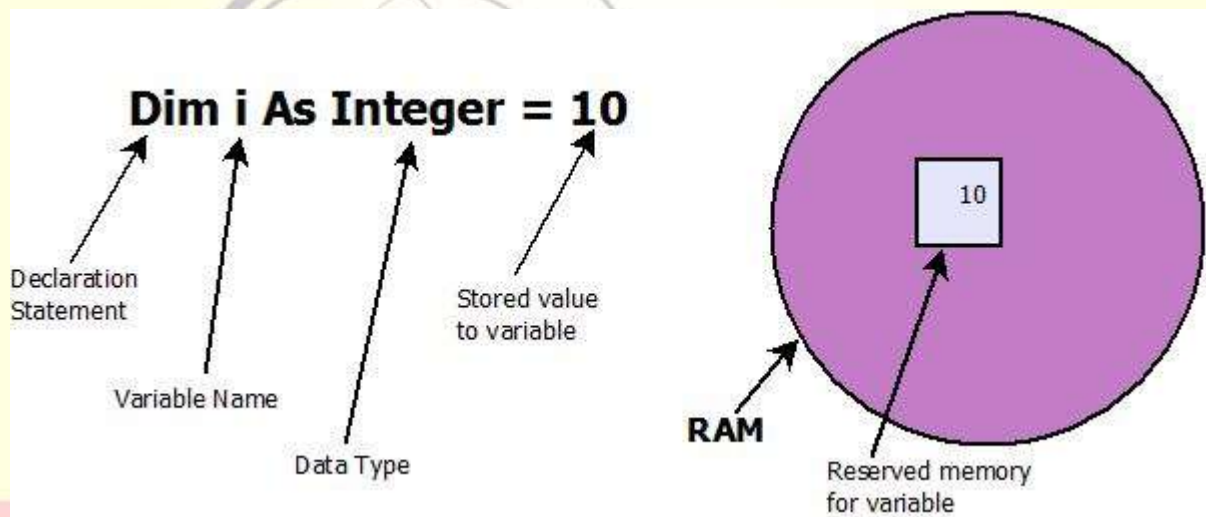 Dim i As Integer = 10
Declaration
Statement
Variable Name
Data Type
Stored value
to variable
10
RAM
Reserved memory
for variable